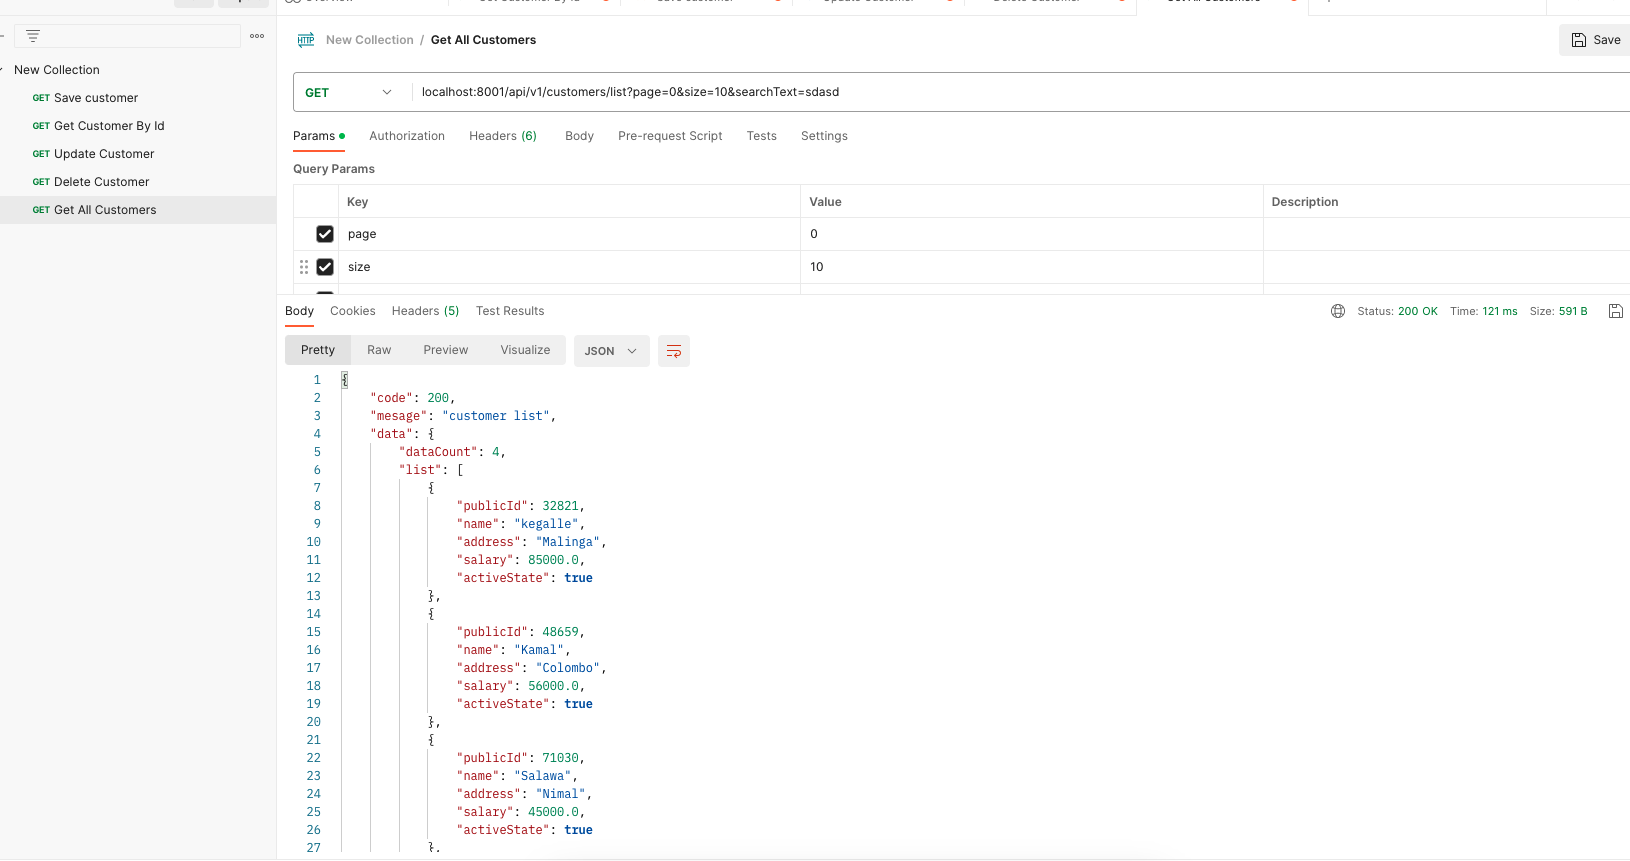 New Collection / Get All Customers
Save
New Collection
GET Save customer
GET Get Customer By Id
GET Update Customer
GET Delete Customer
GET Get All Customers
GET
localhost:8001/api/v1/customers/list?page=0&size=10&searchText=sdasd
Params Authorization Headers (6) Body Pre-request Script Tests Settings
Query Params
Key Value Description
page 0
size 10
Body Cookies Headers (5) Test Results
Status: 200 OK Time: 121 ms Size: 591 B
Pretty Raw Preview Visualize JSON
1 {
2 "code": 200,
3 "mesage": "customer list",
4 "data": {
5 "dataCount": 4,
6 "list": [
7 {
8 "publicId": 32821,
9 "name": "kegalle",
10 "address": "Malinga",
11 "salary": 85000.0,
12 "activeState": true
13 },
14 {
15 "publicId": 48659,
16 "name": "Kamal",
17 "address": "Colombo",
18 "salary": 56000.0,
19 "activeState": true
20 },
21 {
22 "publicId": 71030,
23 "name": "Salawa",
24 "address": "Nimal",
25 "salary": 45000.0,
26 "activeState": true
27 },